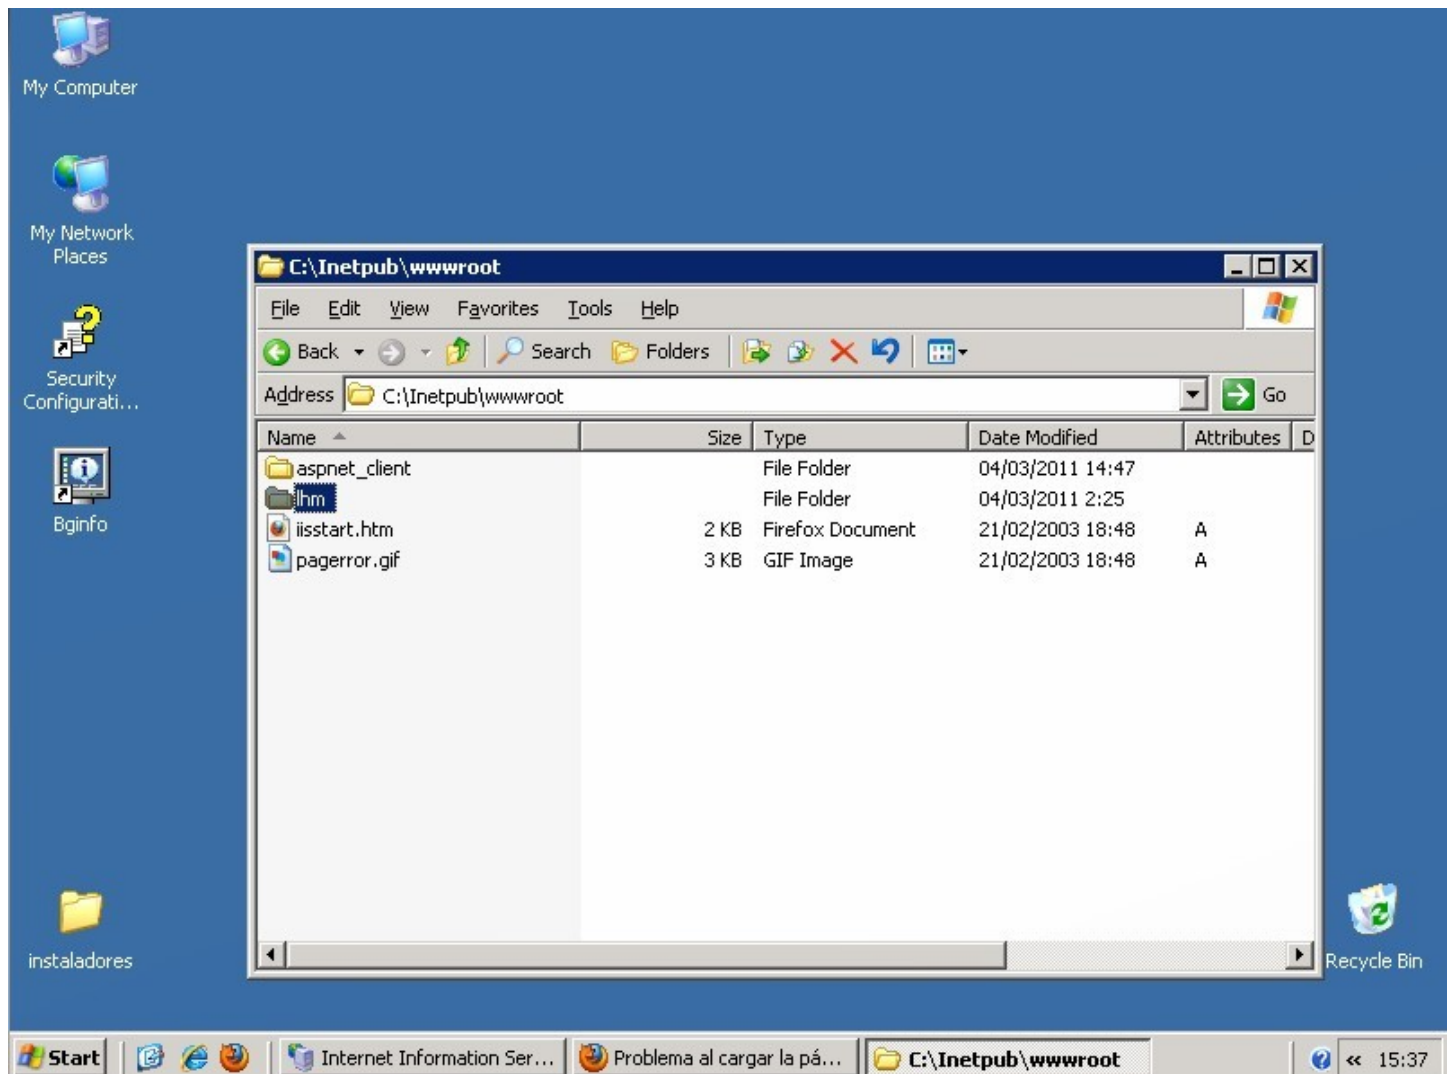 My Computer
My Network
Places
Security
Configurati...
Bginfo
instaladores
Recycle Bin
C:\Inetpub\wwwroot
File Edit View Favorites Tools Help
Back Search Folders
Address C:\Inetpub\wwwroot Go
Name Size Type Date Modified Attributes D
aspnet_client File Folder 04/03/2011 14:47
lhm File Folder 04/03/2011 2:25
iisstart.htm 2 KB Firefox Document 21/02/2003 18:48 A
pagerror.gif 3 KB GIF Image 21/02/2003 18:48 A
Start Internet Information Ser... Problema al cargar la pá... C:\Inetpub\wwwroot « 15:37